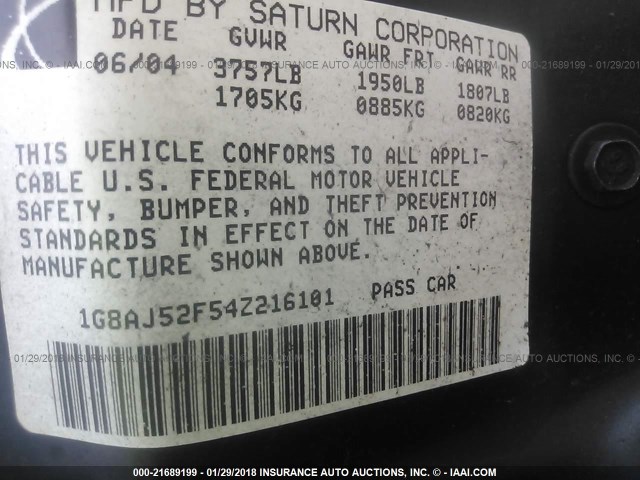 MFD BY SATURN CORPORATION
DATE GVWR GAWR FRT GAWR RR
06/04 3757LB 1950LB 1807LB
1705KG 0885KG 0820KG
THIS VEHICLE CONFORMS TO ALL APPLI-
CABLE U.S. FEDERAL MOTOR VEHICLE
SAFETY, BUMPER, AND THEFT PREVENTION
STANDARDS IN EFFECT ON THE DATE OF
MANUFACTURE SHOWN ABOVE.
1G8AJ52F54Z216101 PASS CAR
000-21689199 - 01/29/2018 INSURANCE AUTO AUCTIONS, INC. - © - IAAI.COM